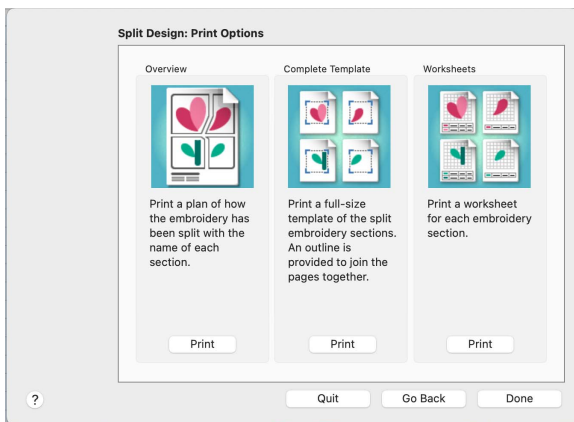 Split Design: Print Options
Overview
Print a plan of how
the embroidery has
been split with the
name of each
section.
Print
Complete Template
Print a full-size
template of the split
embroidery sections.
An outline is
provided to join the
pages together.
Print
Worksheets
Print a worksheet
for each embroidery
section.
Print
?
Quit
Go Back
Done